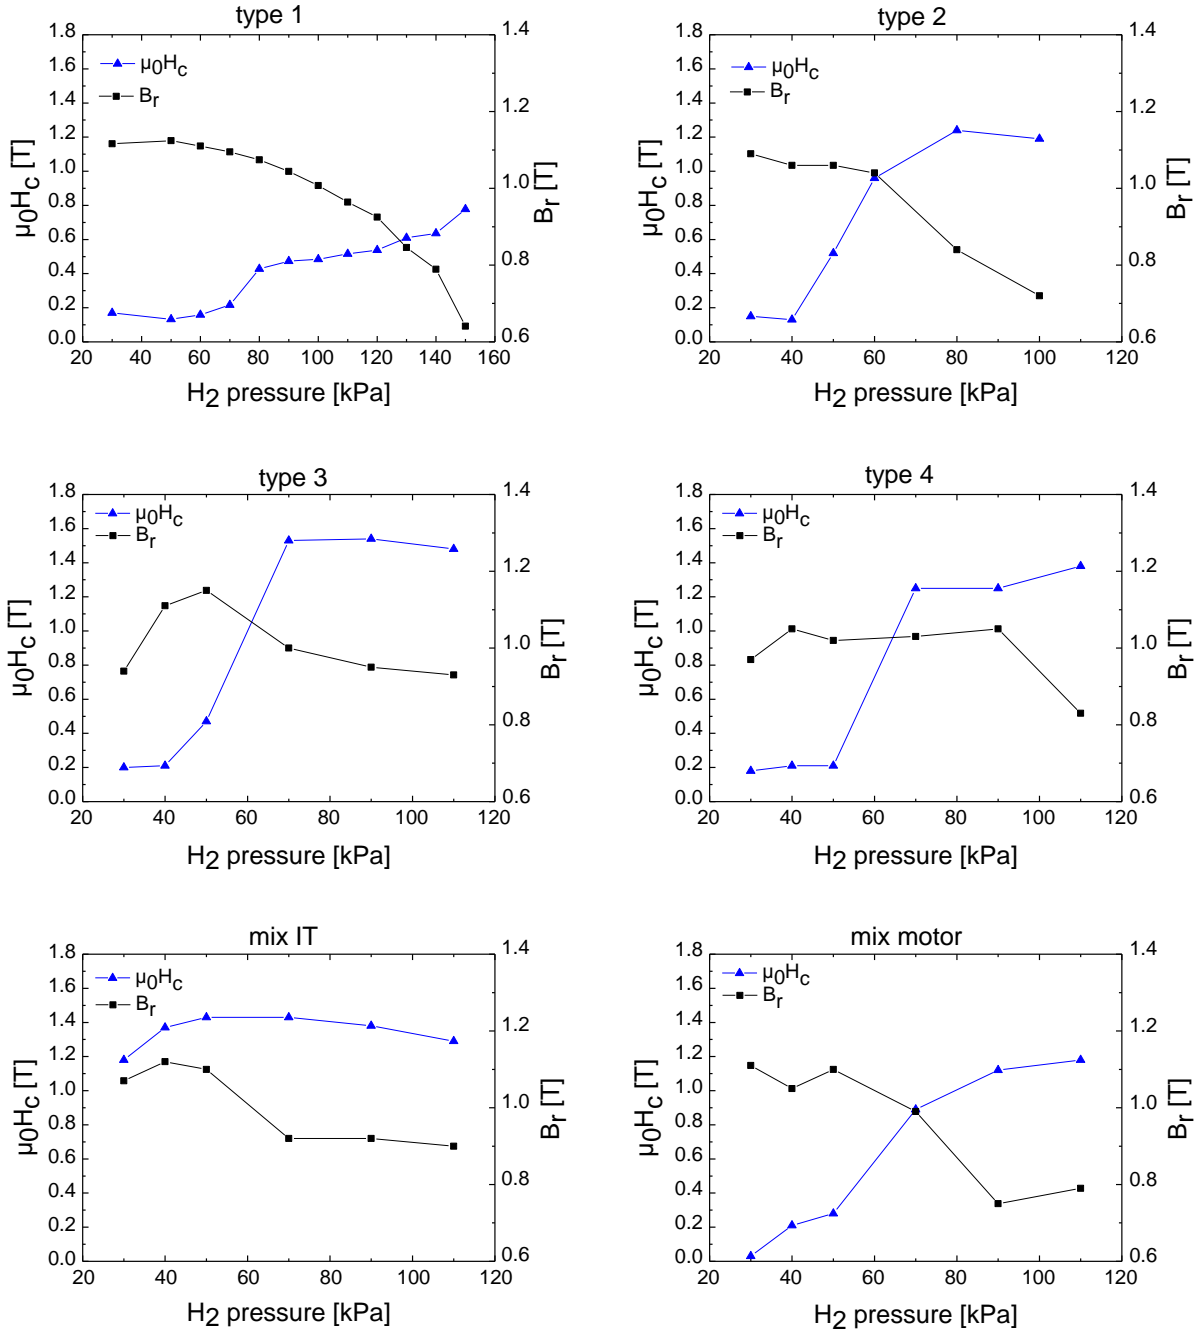 type 1
1.8
1.6
1.4
1.2
1.0
0.8
0.6
0.4
0.2
0.0
μ0Hc [T]
μ0Hc
Br
1.4
1.2
1.0
0.8
0.6
Br [T]
20 40 60 80 100 120 140 160
H2 pressure [kPa]
type 2
1.8
1.6
1.4
1.2
1.0
0.8
0.6
0.4
0.2
0.0
μ0Hc [T]
μ0Hc
Br
1.4
1.2
1.0
0.8
0.6
Br [T]
20 40 60 80 100 120
H2 pressure [kPa]
type 3
1.8
1.6
1.4
1.2
1.0
0.8
0.6
0.4
0.2
0.0
μ0Hc [T]
μ0Hc
Br
1.4
1.2
1.0
0.8
0.6
Br [T]
20 40 60 80 100 120
H2 pressure [kPa]
type 4
1.8
1.6
1.4
1.2
1.0
0.8
0.6
0.4
0.2
0.0
μ0Hc [T]
μ0Hc
Br
1.4
1.2
1.0
0.8
0.6
Br [T]
20 40 60 80 100 120
H2 pressure [kPa]
mix IT
1.8
1.6
1.4
1.2
1.0
0.8
0.6
0.4
0.2
0.0
μ0Hc [T]
μ0Hc
Br
1.4
1.2
1.0
0.8
0.6
Br [T]
20 40 60 80 100 120
H2 pressure [kPa]
mix motor
1.8
1.6
1.4
1.2
1.0
0.8
0.6
0.4
0.2
0.0
μ0Hc [T]
μ0Hc
Br
1.4
1.2
1.0
0.8
0.6
Br [T]
20 40 60 80 100 120
H2 pressure [kPa]